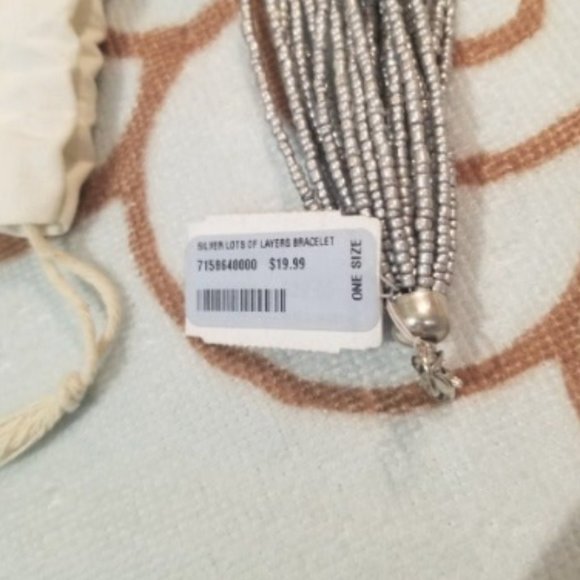 SILVER LOTS OF LAYERS BRACELET
7158640000 $19.99
ONE SIZE